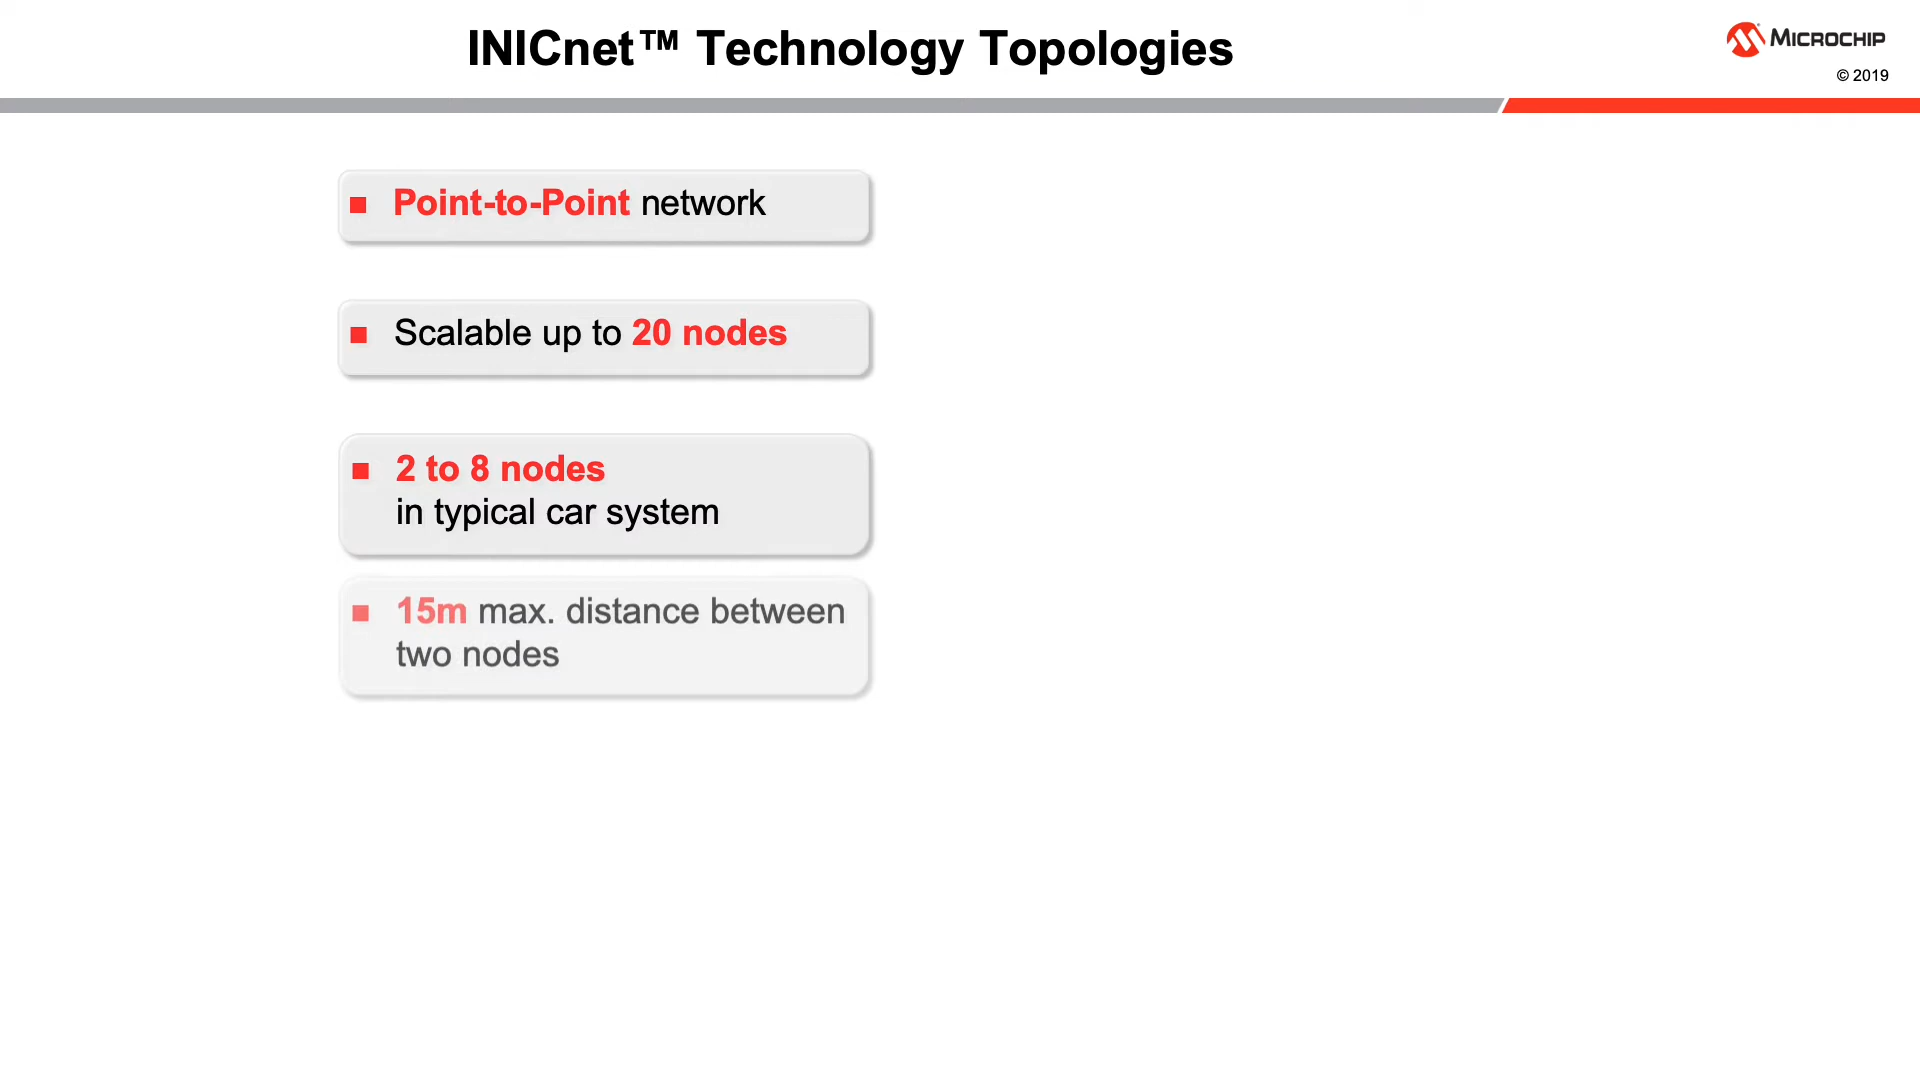 INICnet™ Technology Topologies
MICROCHIP
© 2019
Point-to-Point network
Scalable up to 20 nodes
2 to 8 nodes
in typical car system
15m max. distance between
two nodes